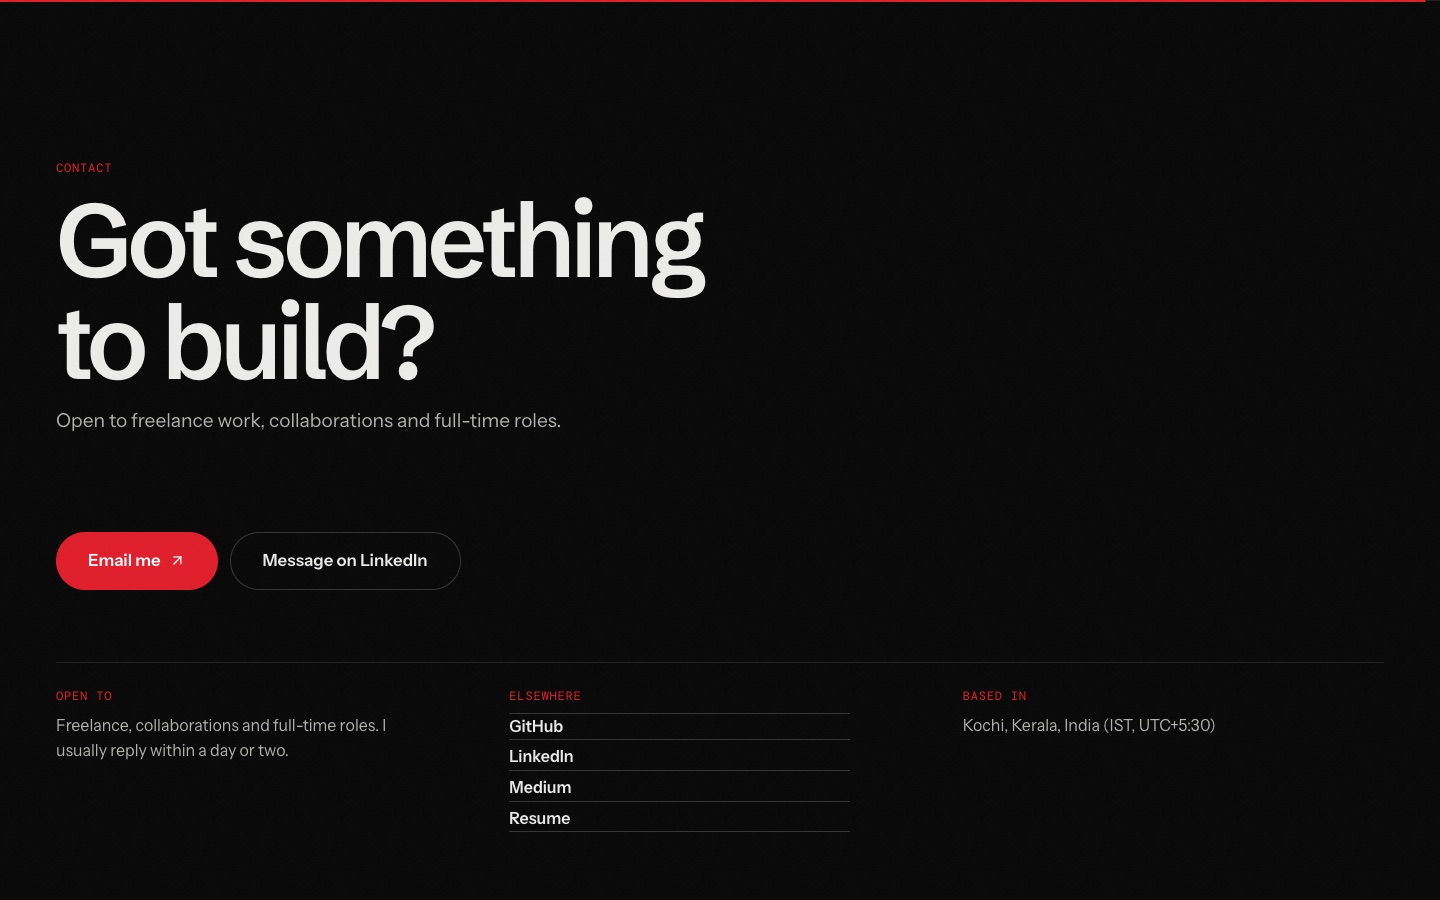 CONTACT
Got something
to build?
Open to freelance work, collaborations and full-time roles.
Email me
Message on LinkedIn
OPEN TO
Freelance, collaborations and full-time roles. I
usually reply within a day or two.
ELSEWHERE
GitHub
LinkedIn
Medium
Resume
BASED IN
Kochi, Kerala, India (IST, UTC+5:30)